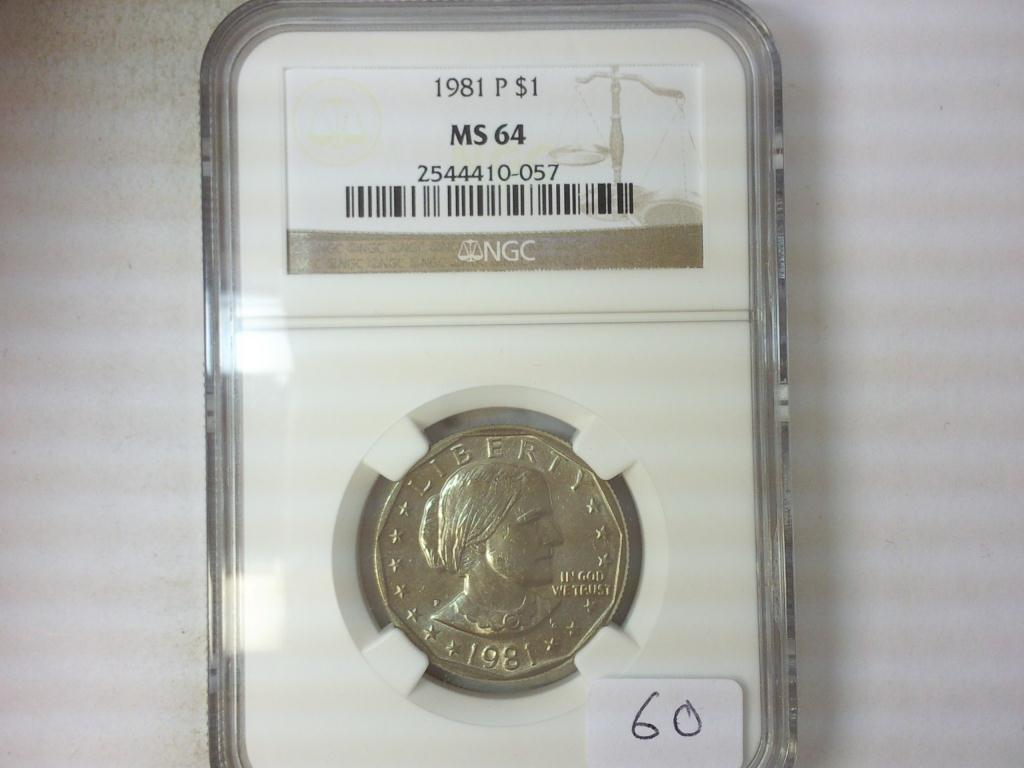 1981 P $1
MS 64
2544410-057
NGC
LIBERTY
IN GOD
WE TRUST
P
1981
60